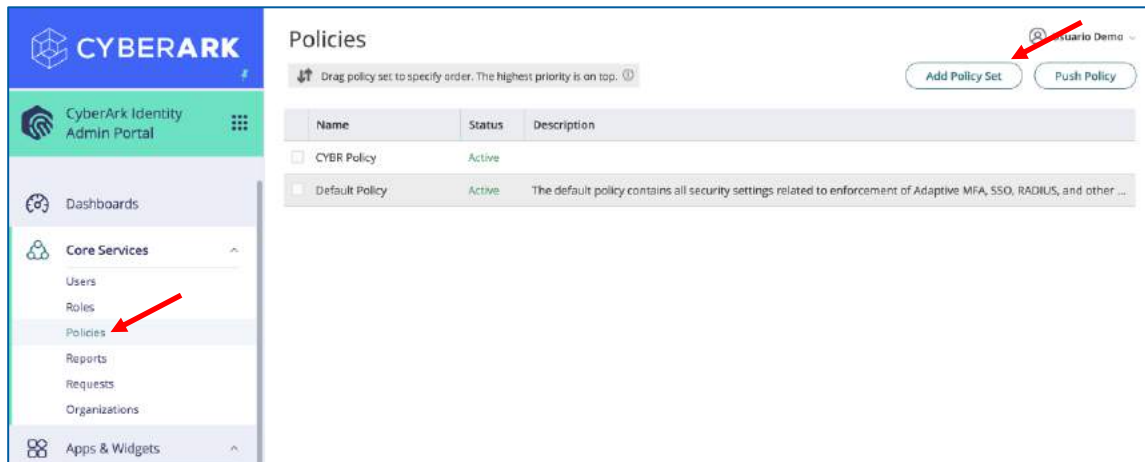 CYBERARK
CyberArk Identity
Admin Portal
Dashboards
Core Services
Users
Roles
Policies
Reports
Requests
Organizations
Apps & Widgets
Policies
Usuario Demo
Drag policy set to specify order. The highest priority is on top.
Add Policy Set
Push Policy
Name Status Description
CYBR Policy Active
Default Policy Active The default policy contains all security settings related to enforcement of Adaptive MFA, SSO, RADIUS, and other ...